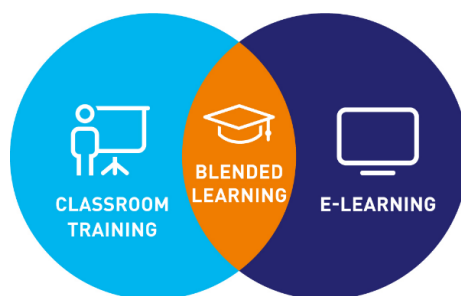 CLASSROOM
TRAINING
BLENDED
LEARNING
E-LEARNING